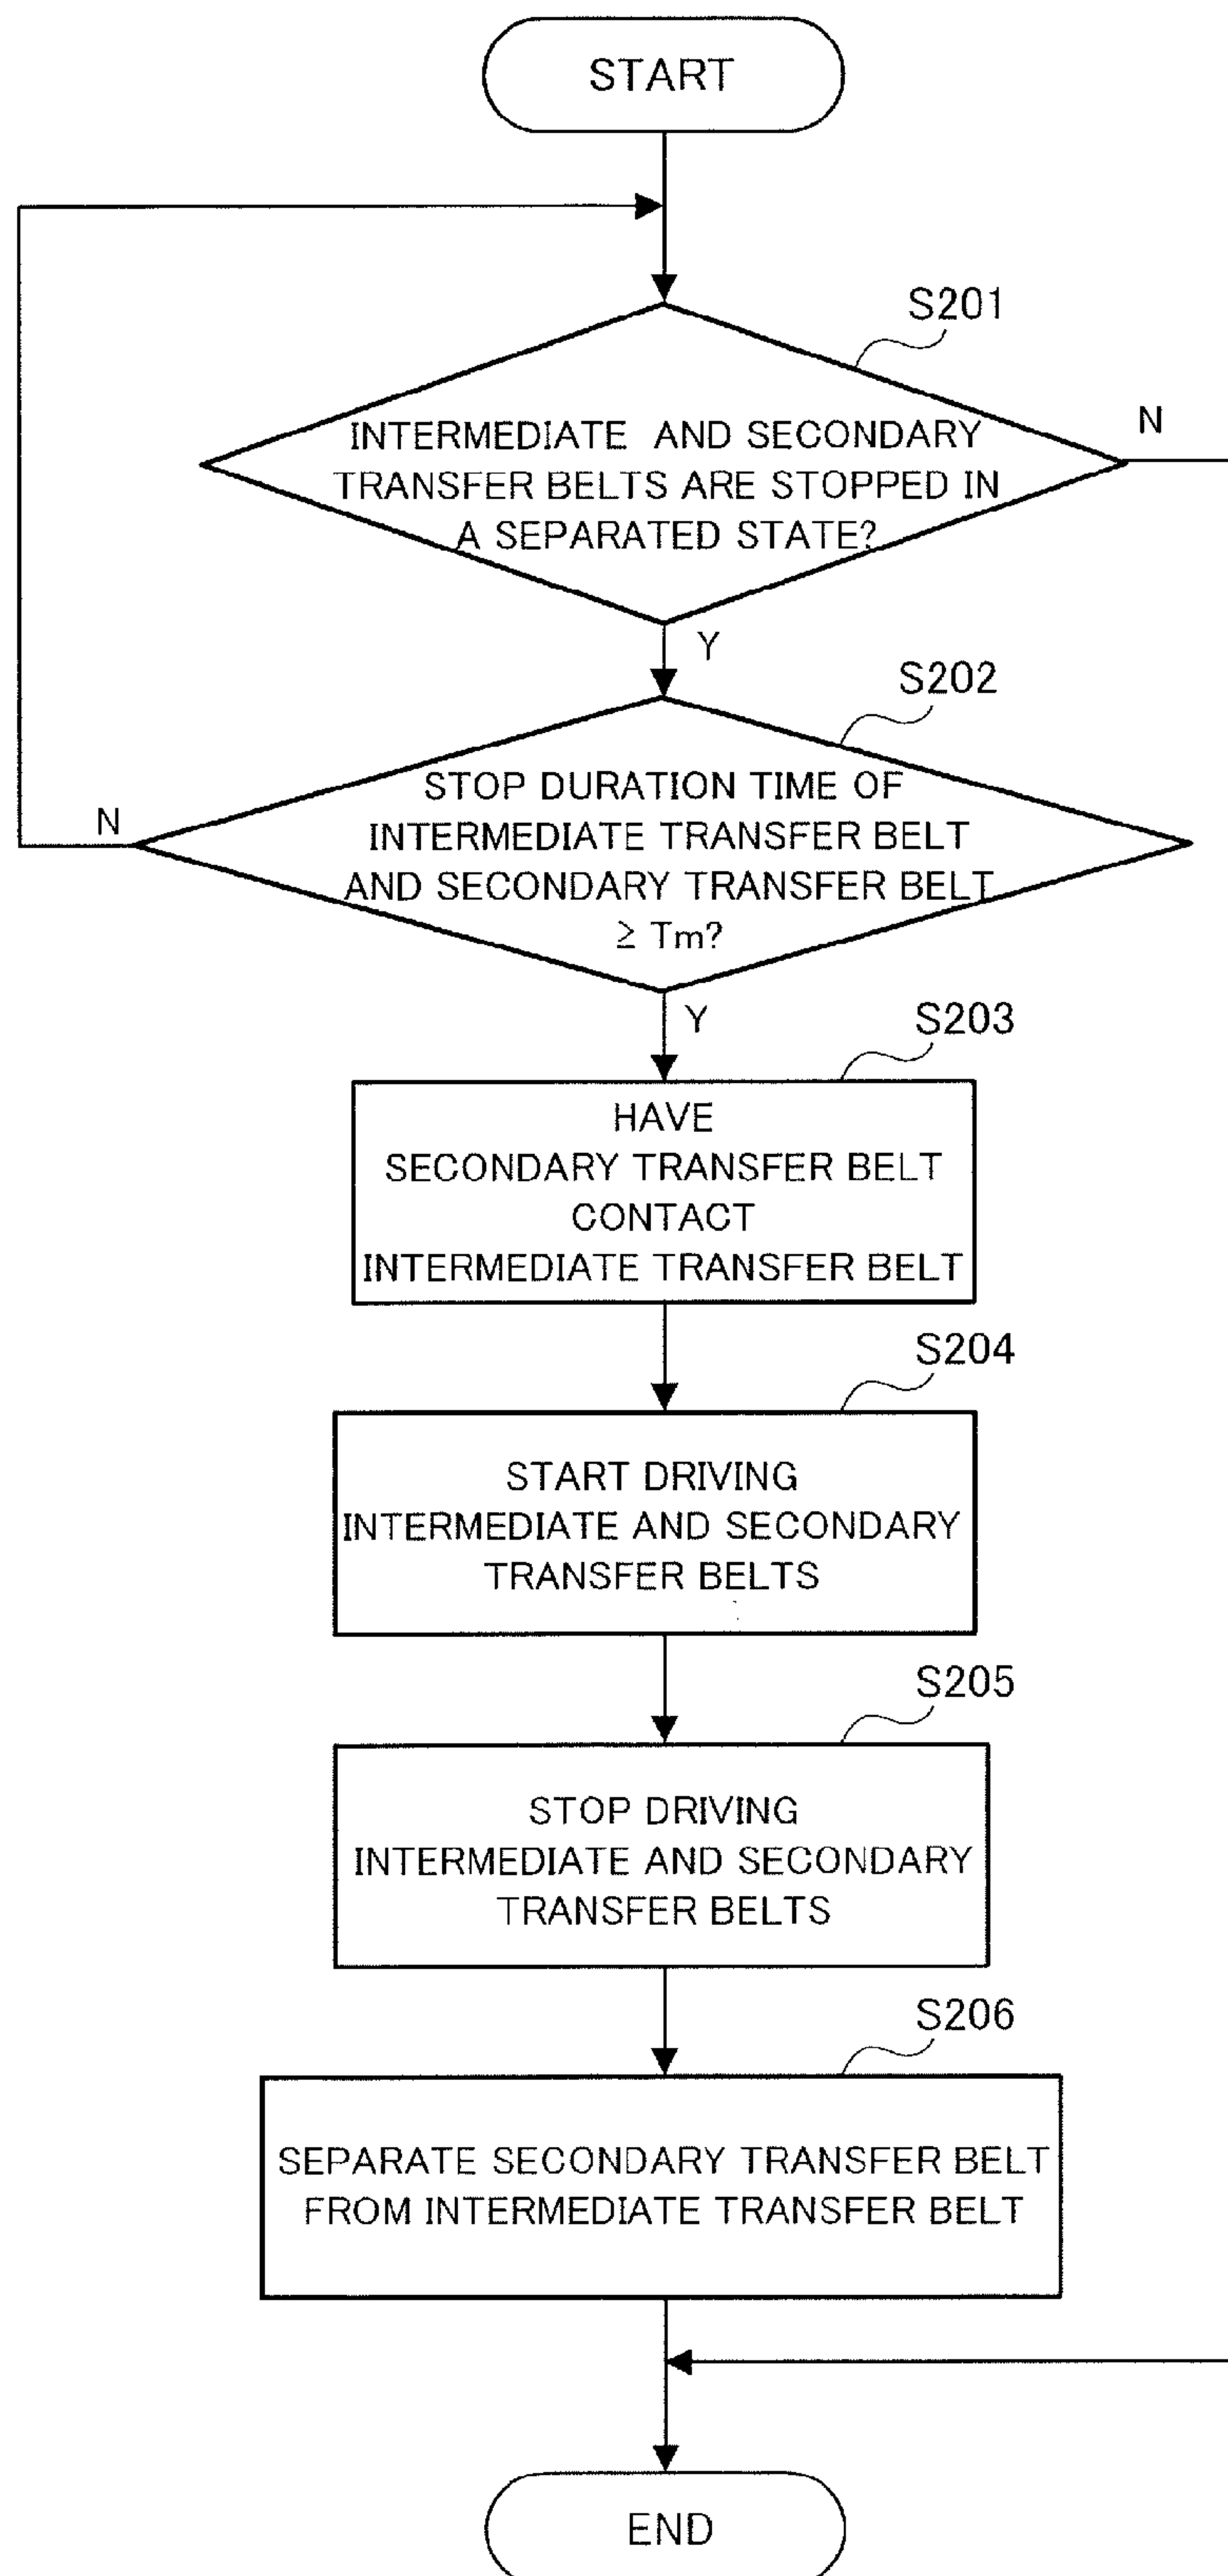 START
S201
INTERMEDIATE AND SECONDARY
TRANSFER BELTS ARE STOPPED IN
A SEPARATED STATE?
N
Y
S202
STOP DURATION TIME OF
INTERMEDIATE TRANSFER BELT
AND SECONDARY TRANSFER BELT
≥ Tm?
N
Y
S203
HAVE
SECONDARY TRANSFER BELT
CONTACT
INTERMEDIATE TRANSFER BELT
S204
START DRIVING
INTERMEDIATE AND SECONDARY
TRANSFER BELTS
S205
STOP DRIVING
INTERMEDIATE AND SECONDARY
TRANSFER BELTS
S206
SEPARATE SECONDARY TRANSFER BELT
FROM INTERMEDIATE TRANSFER BELT
END